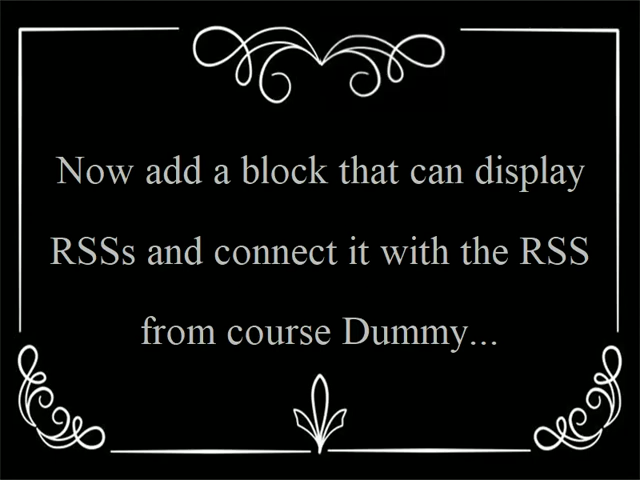 Now add a block that can display
RSSs and connect it with the RSS
from course Dummy...